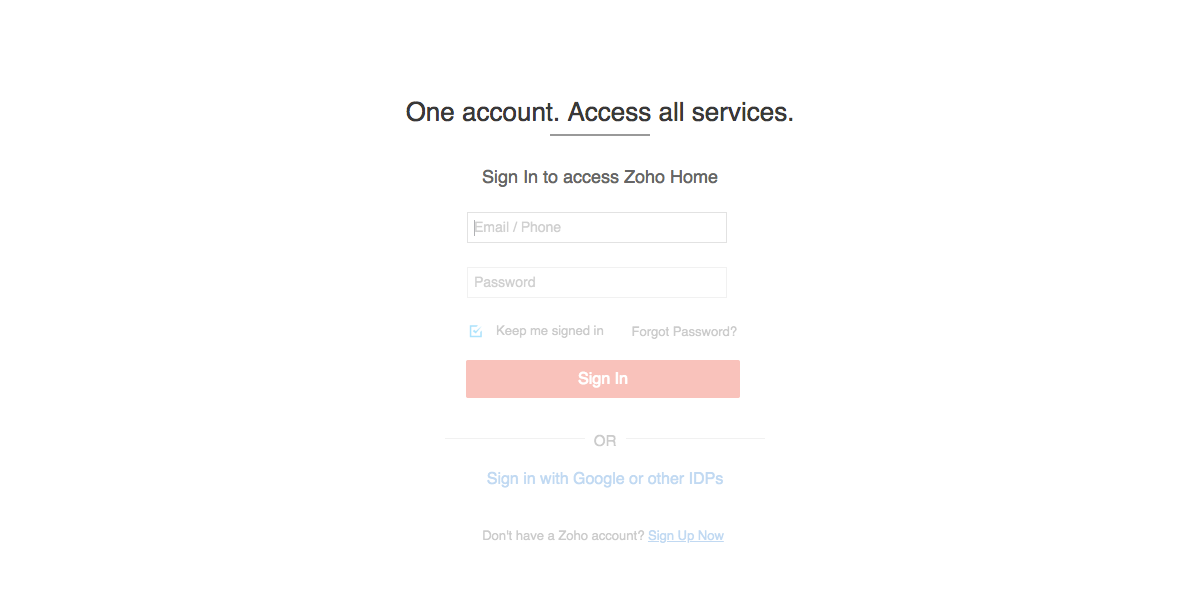 One account. Access all services.
Sign In to access Zoho Home
Email / Phone
Password
Keep me signed in Forgot Password?
Sign In
OR
Sign in with Google or other IDPs
Don't have a Zoho account? Sign Up Now